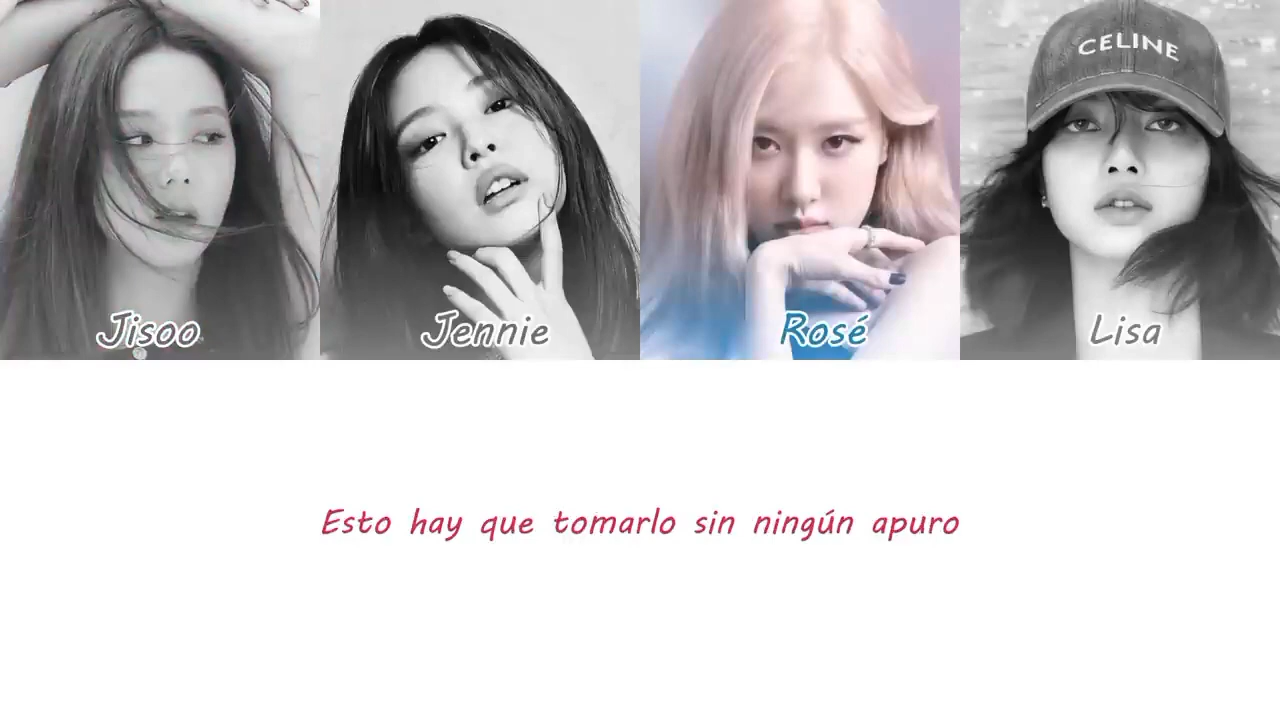 CELINE
Jisoo
Jennie
Rosé
Lisa
Esto hay que tomarlo sin ningún apuro